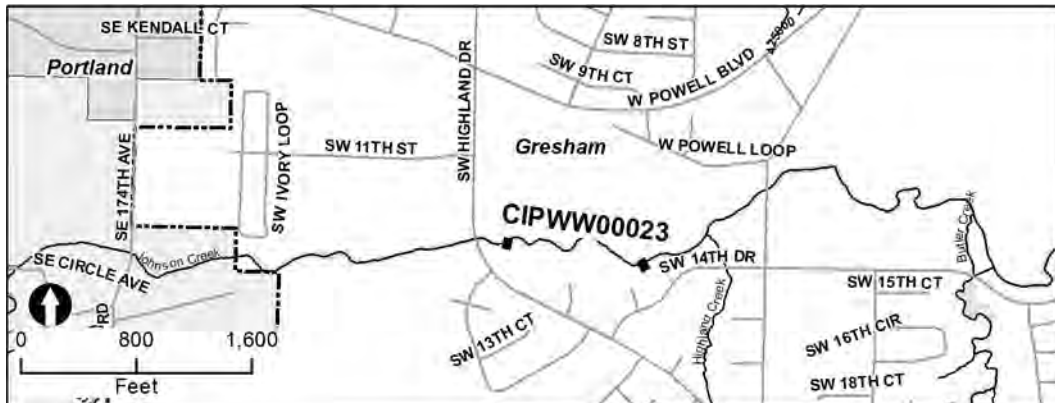 SE KENDALL CT
Portland
SE 174TH AVE
SW IVORY LOOP
SW 11TH ST
SW HIGHLAND DR
SW 8TH ST
SW 9TH CT
W POWELL BLVD
Gresham
W POWELL LOOP
CIPWW00023
SW 14TH DR
Johnson Creek
SE CIRCLE AVE
RD
SW 13TH CT
Highland Creek
Butler Creek
SW 15TH CT
SW 16TH CIR
SW 18TH CT
0 8000 1,6000
Feet